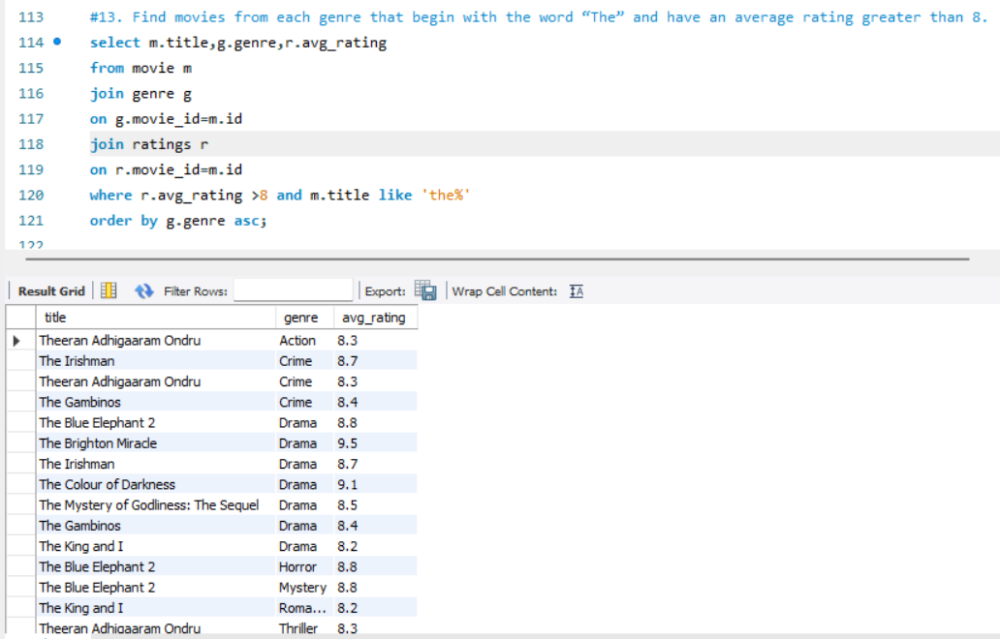 113 #13. Find movies from each genre that begin with the word “The” and have an average rating greater than 8.
114 select m.title,g.genre,r.avg_rating
115 from movie m
116 join genre g
117 on g.movie_id=m.id
118 join ratings r
119 on r.movie_id=m.id
120 where r.avg_rating >8 and m.title like 'the%'
121 order by g.genre asc;
122
Result Grid Filter Rows: Export: Wrap Cell Content: IA
title genre avg_rating
Theeran Adhigaaram Ondru Action 8.3
The Irishman Crime 8.7
Theeran Adhigaaram Ondru Crime 8.3
The Gambinos Crime 8.4
The Blue Elephant 2 Drama 8.8
The Brighton Miracle Drama 9.5
The Irishman Drama 8.7
The Colour of Darkness Drama 9.1
The Mystery of Godliness: The Sequel Drama 8.5
The Gambinos Drama 8.4
The King and I Drama 8.2
The Blue Elephant 2 Horror 8.8
The Blue Elephant 2 Mystery 8.8
The King and I Roma... 8.2
Theeran Adhigaaram Ondru Thriller 8.3